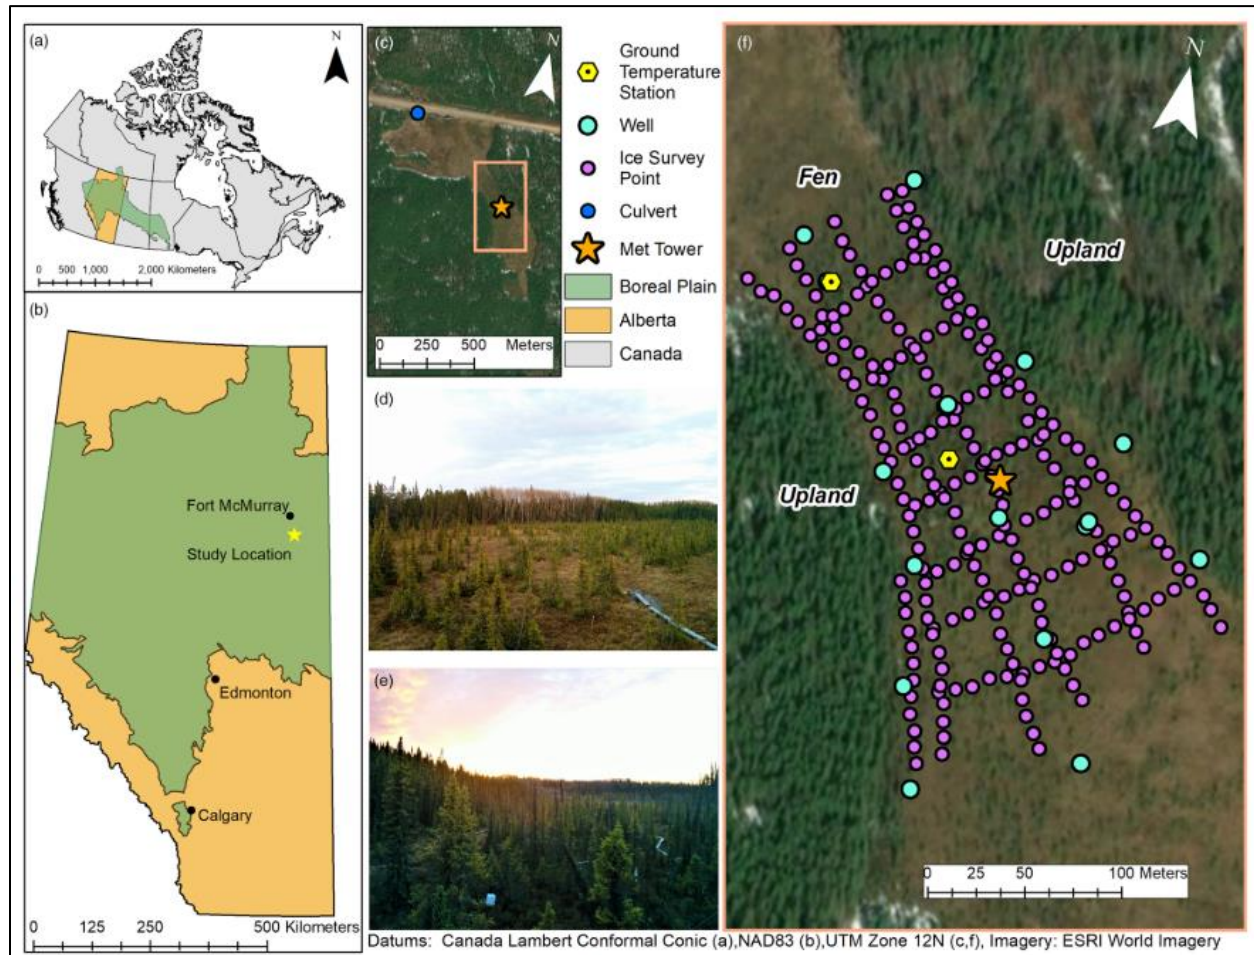 (a)
N
0 500 1,000 2,000 Kilometers
(b)
Fort McMurray
Study Location
Edmonton
Calgary
0 125 250 500 Kilometers
(c)
N
0 250 500 Meters
Ground
Temperature
Station
Well
Ice Survey
Point
Culvert
Met Tower
Boreal Plain
Alberta
Canada
(d)
(e)
(f)
N
Fen
Upland
Upland
0 25 50 100 Meters
Datums: Canada Lambert Conformal Conic (a),NAD83 (b),UTM Zone 12N (c,f), Imagery: ESRI World Imagery